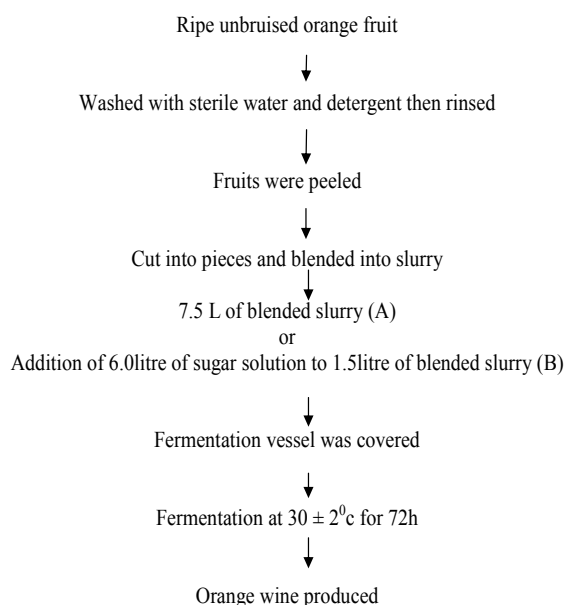 Ripe unbruised orange fruit
Washed with sterile water and detergent then rinsed
Fruits were peeled
Cut into pieces and blended into slurry
7.5 L of blended slurry (A)
or
Addition of 6.0litre of sugar solution to 1.5litre of blended slurry (B)
Fermentation vessel was covered
Fermentation at 30 ± 2⁰c for 72h
Orange wine produced